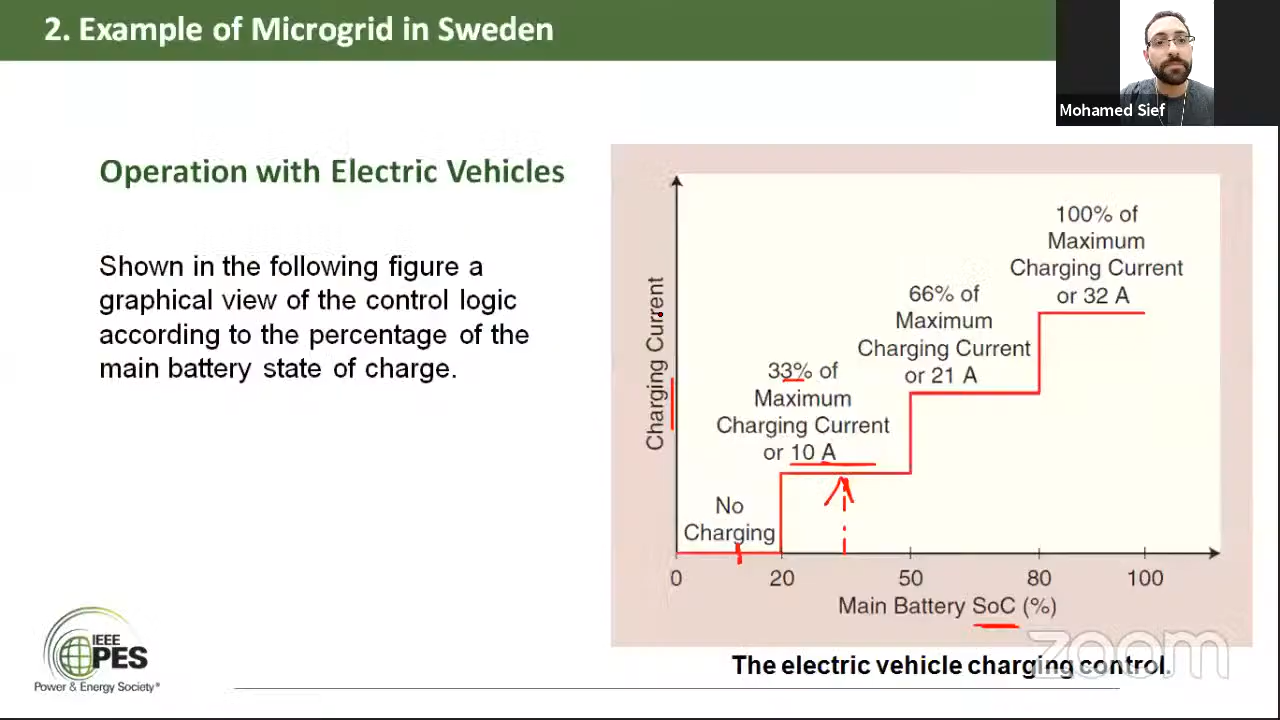 2. Example of Microgrid in Sweden
Mohamed Sief
Operation with Electric Vehicles
Shown in the following figure a
graphical view of the control logic
according to the percentage of the
main battery state of charge.
Charging Current
100% of
Maximum
Charging Current
or 32 A
66% of
Maximum
Charging Current
or 21 A
33% of
Maximum
Charging Current
or 10 A
No
Charging
0 20 50 80 100
Main Battery SoC (%)
The electric vehicle charging control.
zoom
IEEE
PES
Power & Energy Society®